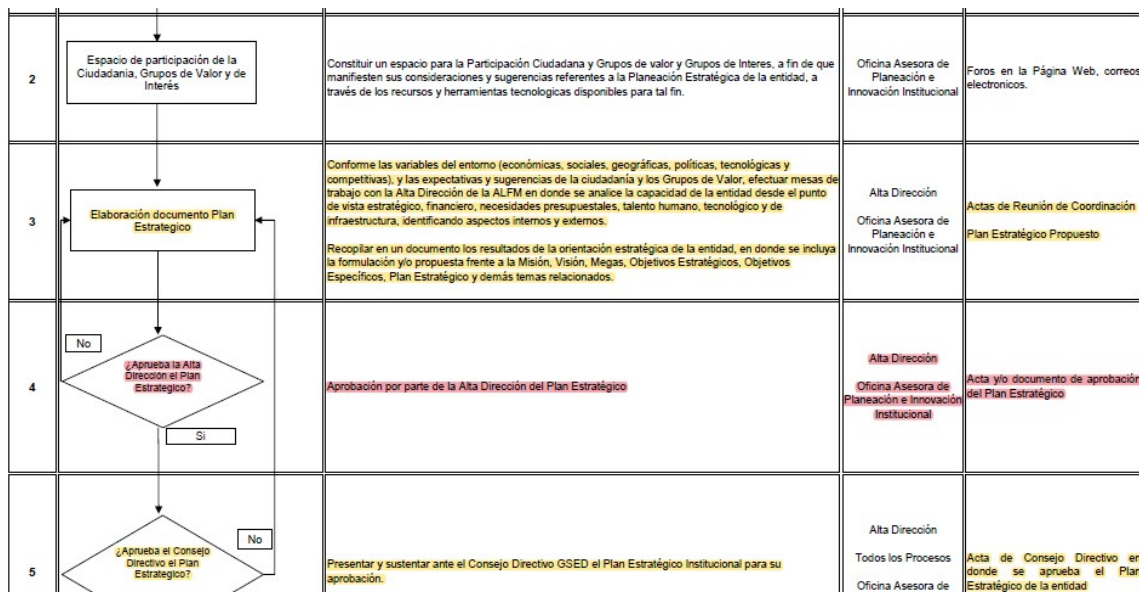 2
Espacio de participación de la
Ciudadania, Grupos de Valor y de
Interés
Constituir un espacio para la Participación Ciudadana y Grupos de valor y Grupos de Interes, a fin de que
manifiesten sus consideraciones y sugerencias referentes a la Planeación Estratégica de la entidad, a
través de los recursos y herramientas tecnologicas disponibles para tal fin.
Oficina Asesora de
Planeación e
Innovación Institucional
Foros en la Página Web, correos
electronicos.
3
Elaboración documento Plan
Estrategico
Conforme las variables del entorno (económicas, sociales, geográficas, políticas, tecnológicas y
competitivas), y las expectativas y sugerencias de la ciudadanía y los Grupos de Valor, efectuar mesas de
trabajo con la Alta Dirección de la ALFM en donde se analice la capacidad de la entidad desde el punto
de vista estratégico, financiero, necesidades presupuestales, talento humano, tecnológico y de
infraestructura, identificando aspectos internos y externos.
Recopilar en un documento los resultados de la orientación estratégica de la entidad, en donde se incluya
la formulación y/o propuesta frente a la Misión, Visión, Megas, Objetivos Estratégicos, Objetivos
Específicos, Plan Estratégico y demás temas relacionados.
Alta Dirección
Oficina Asesora de
Planeación e
Innovación Institucional
Actas de Reunión de Coordinación
Plan Estratégico Propuesto
4
No
¿Aprueba la Alta
Dirección el Plan
Estrategico?
Si
Aprobación por parte de la Alta Dirección del Plan Estratégico
Alta Dirección
Oficina Asesora de
Planeación e Innovación
Institucional
Acta y/o documento de aprobación
del Plan Estratégico
5
No
¿Aprueba el Consejo
Directivo el Plan
Estrategico?
Presentar y sustentar ante el Consejo Directivo GSED el Plan Estratégico Institucional para su
aprobación.
Alta Dirección
Todos los Procesos
Oficina Asesora de
Acta de Consejo Directivo en
donde se aprueba el Plan
Estratégico de la entidad